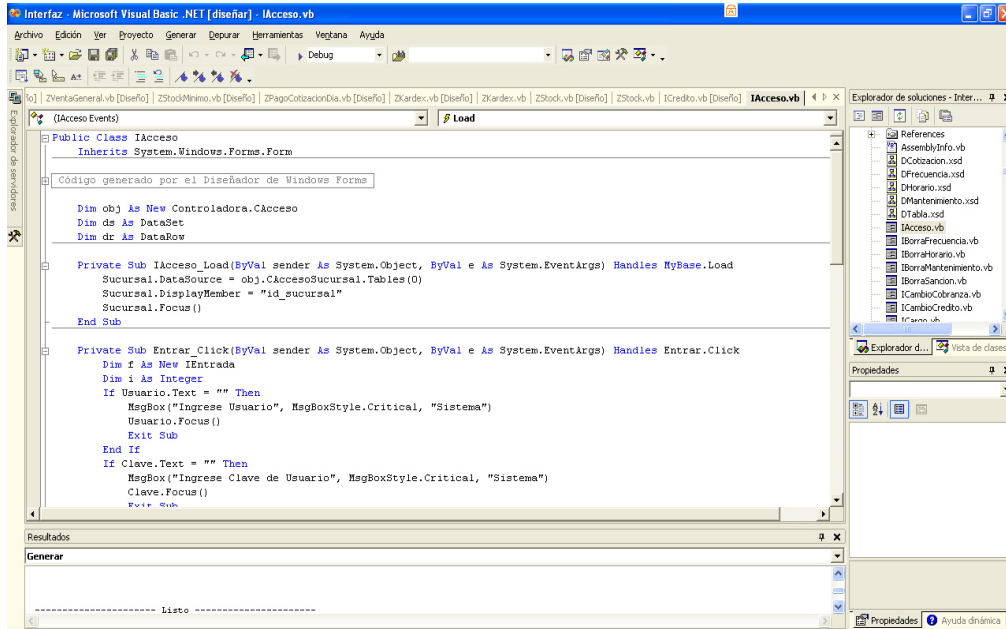 Interfaz - Microsoft Visual Basic .NET [diseñar] - IAcceso.vb
Archivo Edición Ver Proyecto Generar Depurar Herramientas Ventana Ayuda
Debug
ño] ZVentaGeneral.vb [Diseño] ZStockMinimo.vb [Diseño] ZPagoCotizacionDia.vb [Diseño] ZKardex.vb [Diseño] ZKardex.vb ZStock.vb [Diseño] ZStock.vb ICredito.vb [Diseño] IAcceso.vb
(IAcceso Events) Load
Explorador de servidores
Public Class IAcceso
Inherits System.Windows.Forms.Form
Código generado por el Diseñador de Windows Forms
Dim obj As New Controladora.CAcceso
Dim ds As DataSet
Dim dr As DataRow
Private Sub IAcceso_Load(ByVal sender As System.Object, ByVal e As System.EventArgs) Handles MyBase.Load
Sucursal.DataSource = obj.CAccesoSucursal.Tables(0)
Sucursal.DisplayMember = "id_sucursal"
Sucursal.Focus()
End Sub
Private Sub Entrar_Click(ByVal sender As System.Object, ByVal e As System.EventArgs) Handles Entrar.Click
Dim f As New IEntrada
Dim i As Integer
If Usuario.Text = "" Then
MsgBox("Ingrese Usuario", MsgBoxStyle.Critical, "Sistema")
Usuario.Focus()
Exit Sub
End If
If Clave.Text = "" Then
MsgBox("Ingrese Clave de Usuario", MsgBoxStyle.Critical, "Sistema")
Clave.Focus()
Exit Sub
Resultados
Generar
---------------------- Listo ----------------------
Explorador de soluciones - Inter...
References
AssemblyInfo.vb
DCotizacion.xsd
DFrecuencia.xsd
DHorario.xsd
DMantenimiento.xsd
DTabla.xsd
IAcceso.vb
IBorraFrecuencia.vb
IBorraHorario.vb
IBorraMantenimiento.vb
IBorraSancion.vb
ICambioCobranza.vb
ICambioCredito.vb
ICargo.vb
Explorador d... Vista de clases
Propiedades
Propiedades Ayuda dinámica